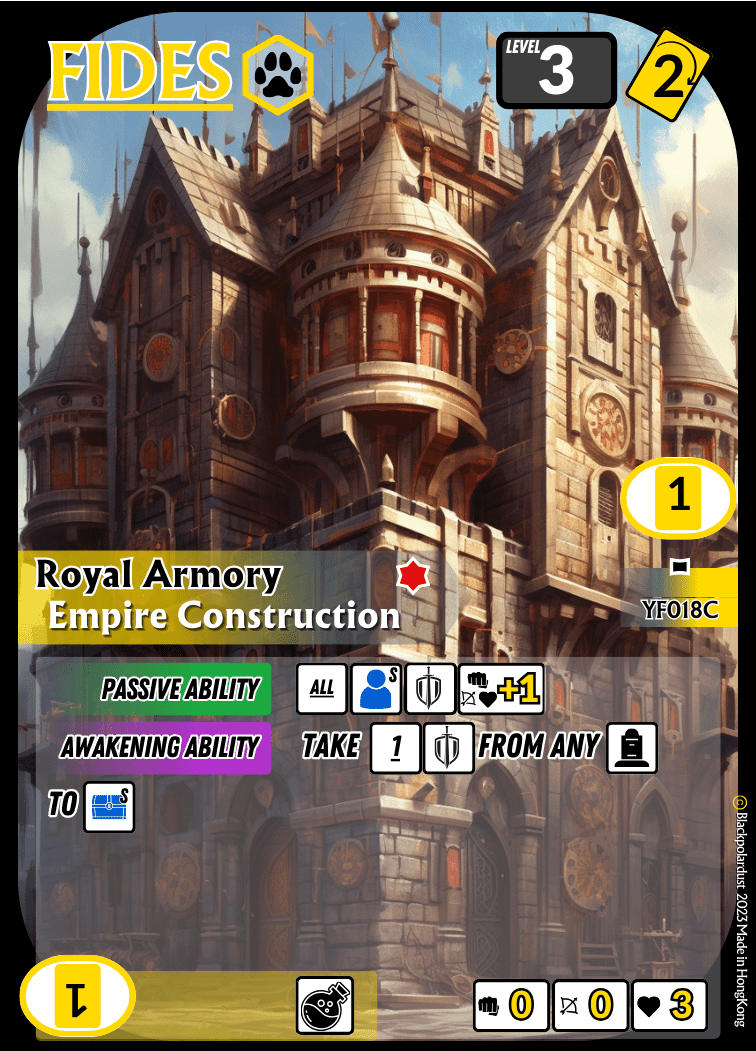 FIDES
LEVEL 3
2
1
Royal Armory
Empire Construction
YF018C
PASSIVE ABILITY ALL S +1
AWAKENING ABILITY TAKE 1 FROM ANY
TO S
© Blackpolardust 2023 Made in HongKong
1
0 0 3